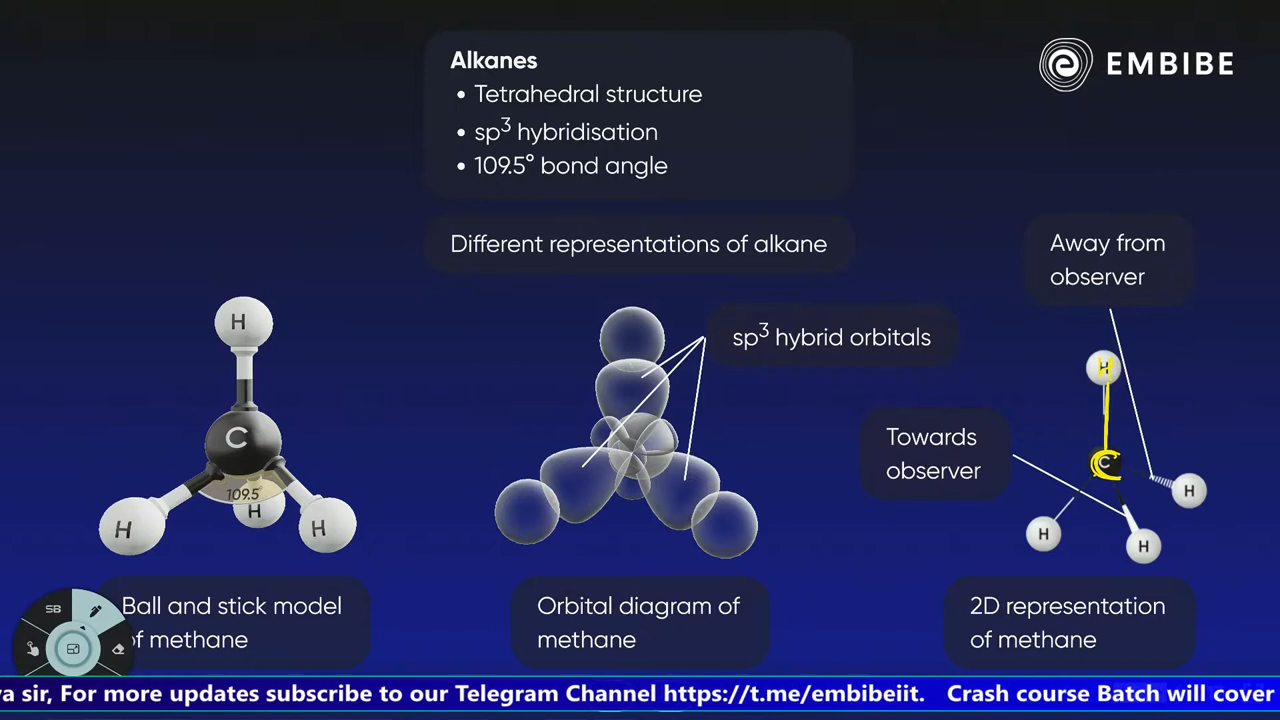 Alkanes
EMBIBE
• Tetrahedral structure
• sp³ hybridisation
• 109.5° bond angle
Different representations of alkane
Away from
observer
sp³ hybrid orbitals
Towards
observer
H
C
109.5°
H
H
H
H
C
H
H
H
SB
Ball and stick model
of methane
Orbital diagram of
methane
2D representation
of methane
ya sir, For more updates subscribe to our Telegram Channel https://t.me/embibeiit. Crash course Batch will cover